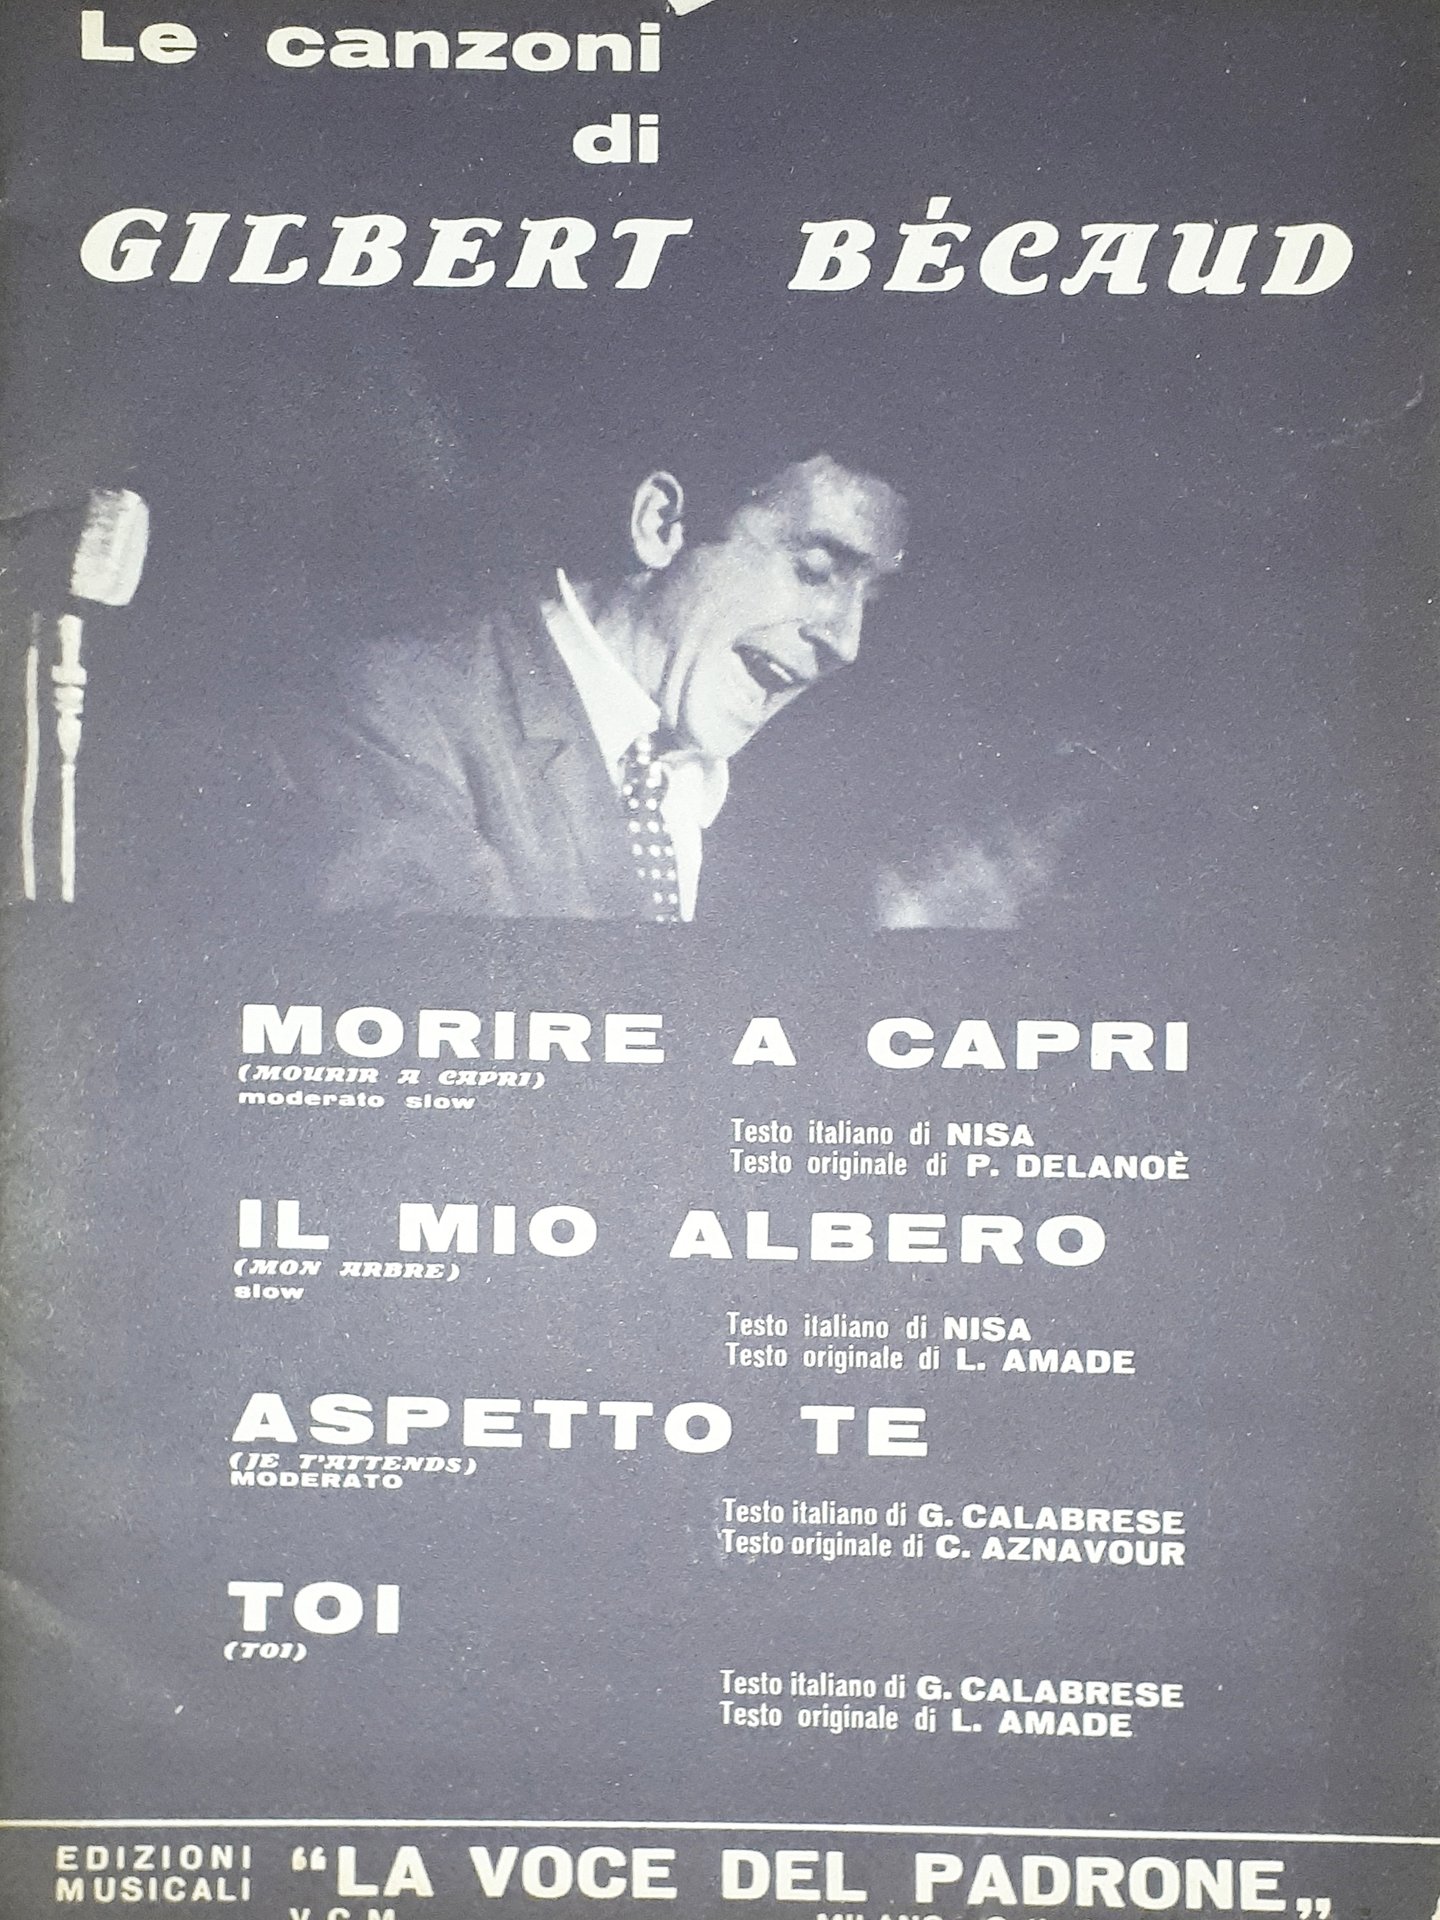 Le canzoni
di
GILBERT BÉCAUD
MORIRE A CAPRI
(MOURIR A CAPRI)
moderato slow
Testo italiano di NISA
Testo originale di P. DELANOÈ
IL MIO ALBERO
(MON ARBRE)
slow
Testo italiano di NISA
Testo originale di L. AMADE
ASPETTO TE
(JE T'ATTENDS)
MODERATO
Testo italiano di G. CALABRESE
Testo originale di C. AZNAVOUR
TOI
(TOI)
Testo italiano di G. CALABRESE
Testo originale di L. AMADE
EDIZIONI
MUSICALI
“LA VOCE DEL PADRONE„
V.C.M. MILANO